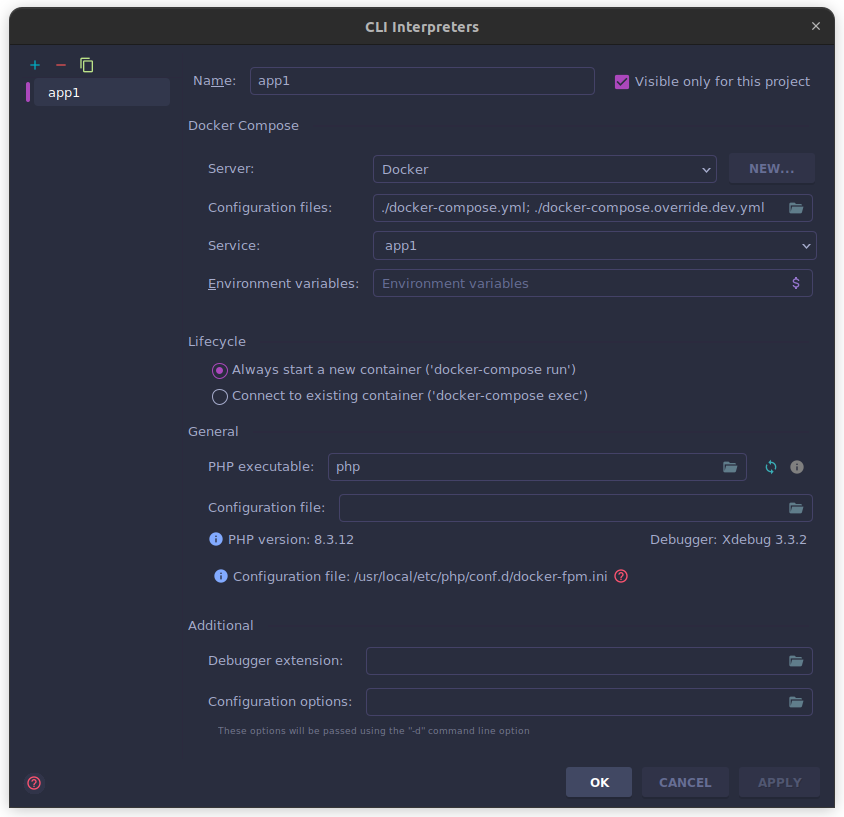 CLI Interpreters
app1
Name: app1 Visible only for this project
Docker Compose
Server: Docker NEW...
Configuration files: ./docker-compose.yml; ./docker-compose.override.dev.yml
Service: app1
Environment variables: Environment variables $
Lifecycle
Always start a new container ('docker-compose run')
Connect to existing container ('docker-compose exec')
General
PHP executable: php
Configuration file:
PHP version: 8.3.12 Debugger: Xdebug 3.3.2
Configuration file: /usr/local/etc/php/conf.d/docker-fpm.ini
Additional
Debugger extension:
Configuration options:
These options will be passed using the "-d" command line option
OK CANCEL APPLY